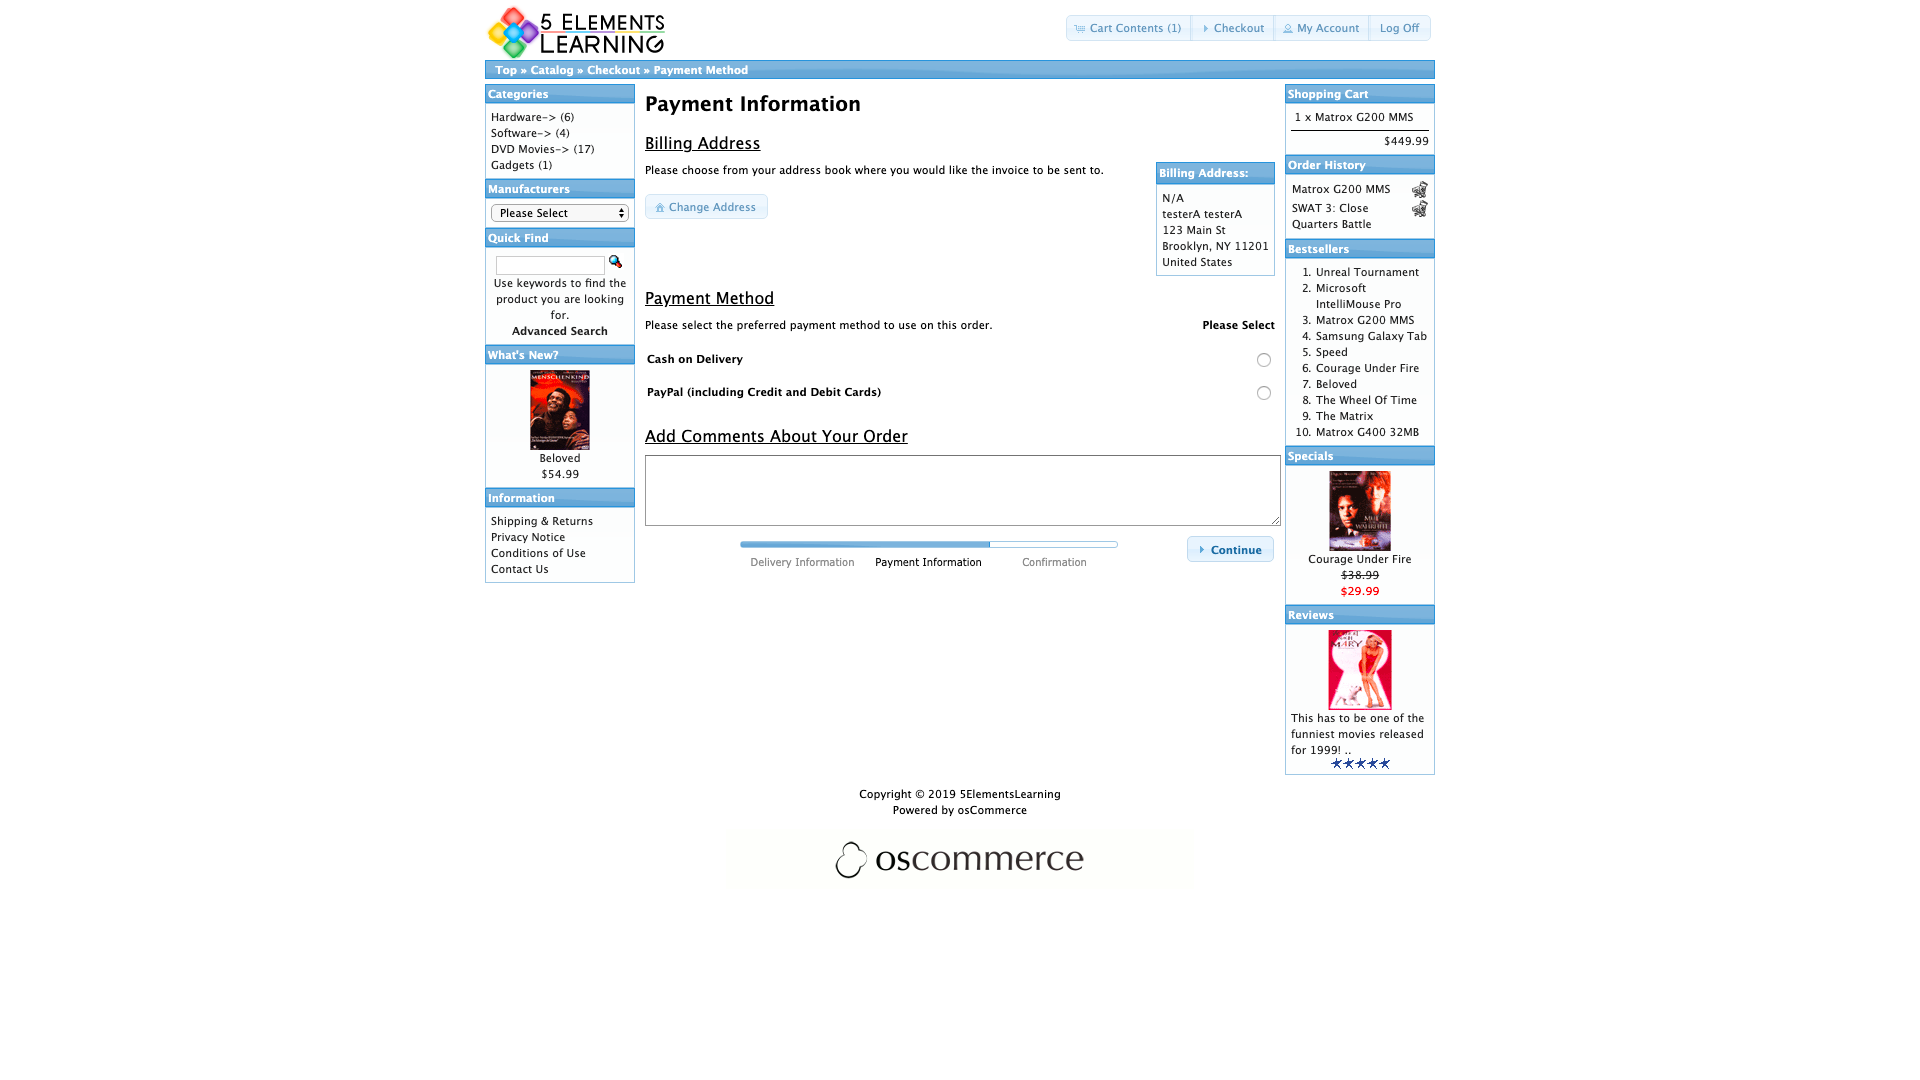 5 ELEMENTS
LEARNING
Cart Contents (1)
Checkout
My Account
Log Off
Top » Catalog » Checkout » Payment Method
Categories
Hardware-> (6)
Software-> (4)
DVD Movies-> (17)
Gadgets (1)
Manufacturers
Please Select
Quick Find
Use keywords to find the
product you are looking
for.
Advanced Search
What's New?
MENSCHENKIND
Beloved
$54.99
Information
Shipping & Returns
Privacy Notice
Conditions of Use
Contact Us
Payment Information
Billing Address
Please choose from your address book where you would like the invoice to be sent to.
Change Address
Billing Address:
N/A
testerA testerA
123 Main St
Brooklyn, NY 11201
United States
Payment Method
Please select the preferred payment method to use on this order.
Please Select
Cash on Delivery
PayPal (including Credit and Debit Cards)
Add Comments About Your Order
Delivery Information
Payment Information
Confirmation
Continue
Shopping Cart
1 x Matrox G200 MMS
$449.99
Order History
Matrox G200 MMS
SWAT 3: Close
Quarters Battle
Bestsellers
1. Unreal Tournament
2. Microsoft
IntelliMouse Pro
3. Matrox G200 MMS
4. Samsung Galaxy Tab
5. Speed
6. Courage Under Fire
7. Beloved
8. The Wheel Of Time
9. The Matrix
10. Matrox G400 32MB
Specials
Courage Under Fire
$38.99
$29.99
Reviews
MARY
This has to be one of the
funniest movies released
for 1999! ..
Copyright © 2019 5ElementsLearning
Powered by osCommerce
oscommerce